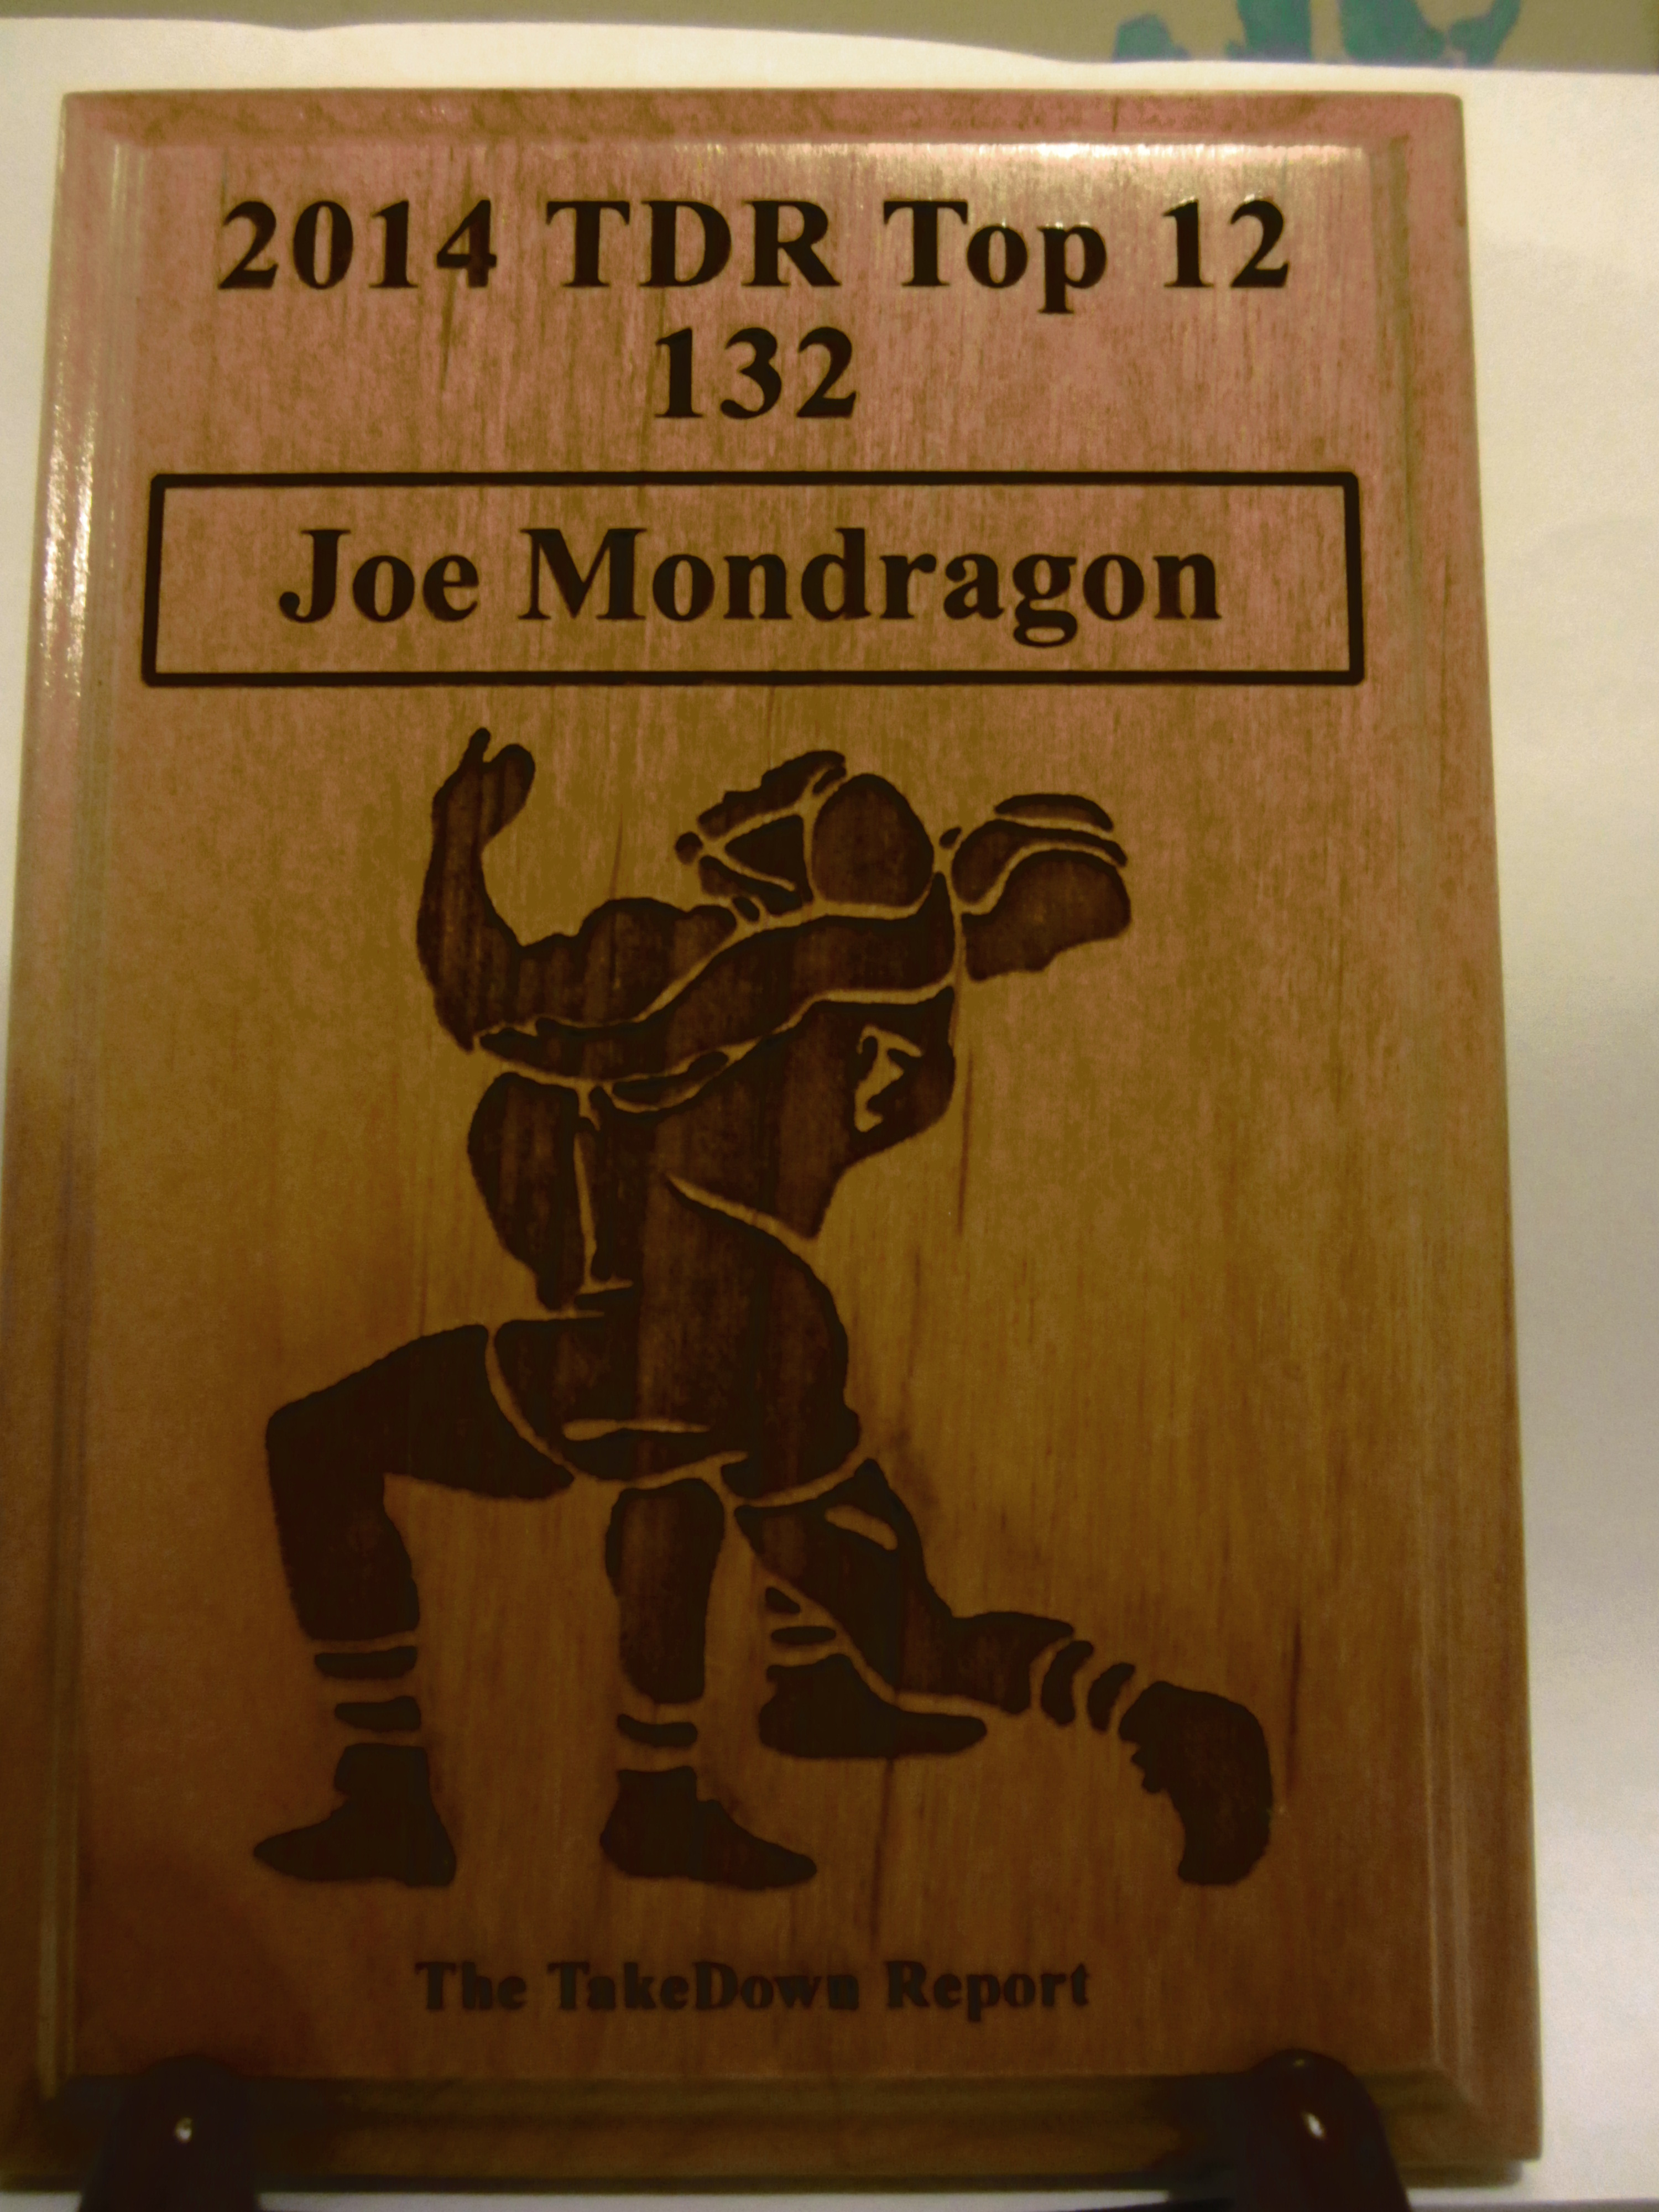 2014 TDR Top 12
132
Joe Mondragon
The TakeDown Report